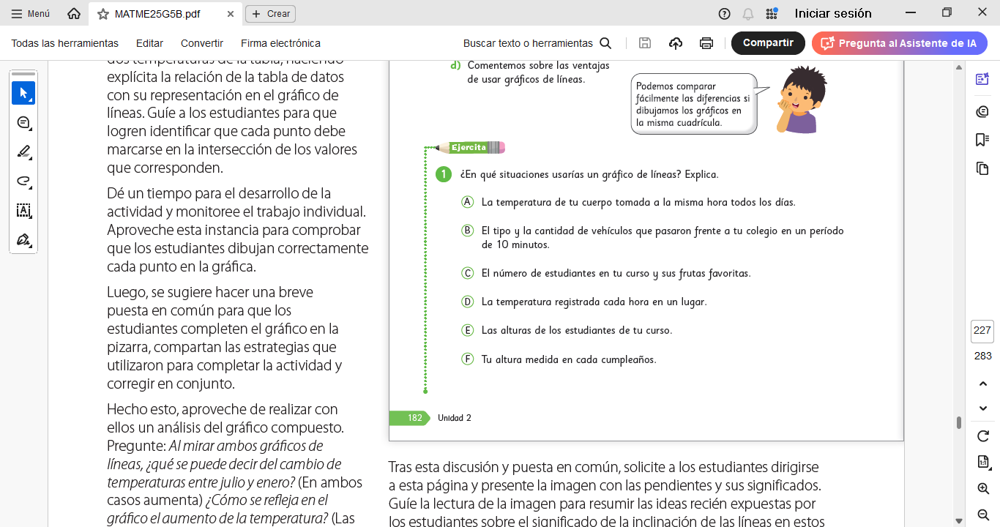 Menú
MATME25G5B.pdf
Crear
Iniciar sesión
Todas las herramientas
Editar
Convertir
Firma electrónica
Buscar texto o herramientas
Compartir
Pregunta al Asistente de IA
dos temperaturas de la tabla, haciendo
explícita la relación de la tabla de datos
con su representación en el gráfico de
líneas. Guíe a los estudiantes para que
logren identificar que cada punto debe
marcarse en la intersección de los valores
que corresponden.
Dé un tiempo para el desarrollo de la
actividad y monitoree el trabajo individual.
Aproveche esta instancia para comprobar
que los estudiantes dibujan correctamente
cada punto en la gráfica.
Luego, se sugiere hacer una breve
puesta en común para que los
estudiantes completen el gráfico en la
pizarra, compartan las estrategias que
utilizaron para completar la actividad y
corregir en conjunto.
Hecho esto, aproveche de realizar con
ellos un análisis del gráfico compuesto.
Pregunte: Al mirar ambos gráficos de
líneas, ¿qué se puede decir del cambio de
temperaturas entre julio y enero? (En ambos
casos aumenta) ¿Cómo se refleja en el
gráfico el aumento de la temperatura? (Las
d) Comentemos sobre las ventajas
de usar gráficos de líneas.
Podemos comparar
fácilmente las diferencias si
dibujamos los gráficos en
la misma cuadrícula.
Ejercita
1 ¿En qué situaciones usarías un gráfico de líneas? Explica.
A La temperatura de tu cuerpo tomada a la misma hora todos los días.
B El tipo y la cantidad de vehículos que pasaron frente a tu colegio en un período
de 10 minutos.
C El número de estudiantes en tu curso y sus frutas favoritas.
D La temperatura registrada cada hora en un lugar.
E Las alturas de los estudiantes de tu curso.
F Tu altura medida en cada cumpleaños.
182 Unidad 2
Tras esta discusión y puesta en común, solicite a los estudiantes dirigirse
a esta página y presente la imagen con las pendientes y sus significados.
Guíe la lectura de la imagen para resumir las ideas recién expuestas por
los estudiantes sobre el significado de la inclinación de las líneas en estos
227
283
1:1